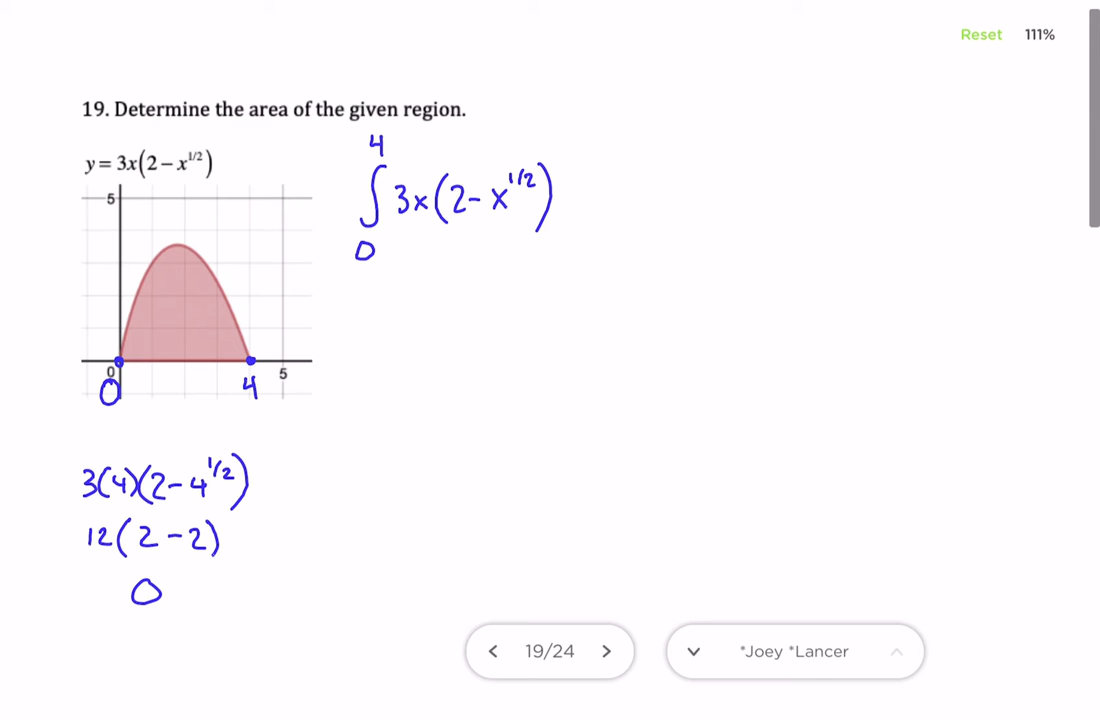 Reset 111%
19. Determine the area of the given region.
y = 3x(2 – x^{1/2})
4
∫ 3x(2 - x^{1/2})
0
5
0
5
0
4
3(4)(2 - 4^{1/2})
12(2 - 2)
0
< 19/24 >
*Joey *Lancer